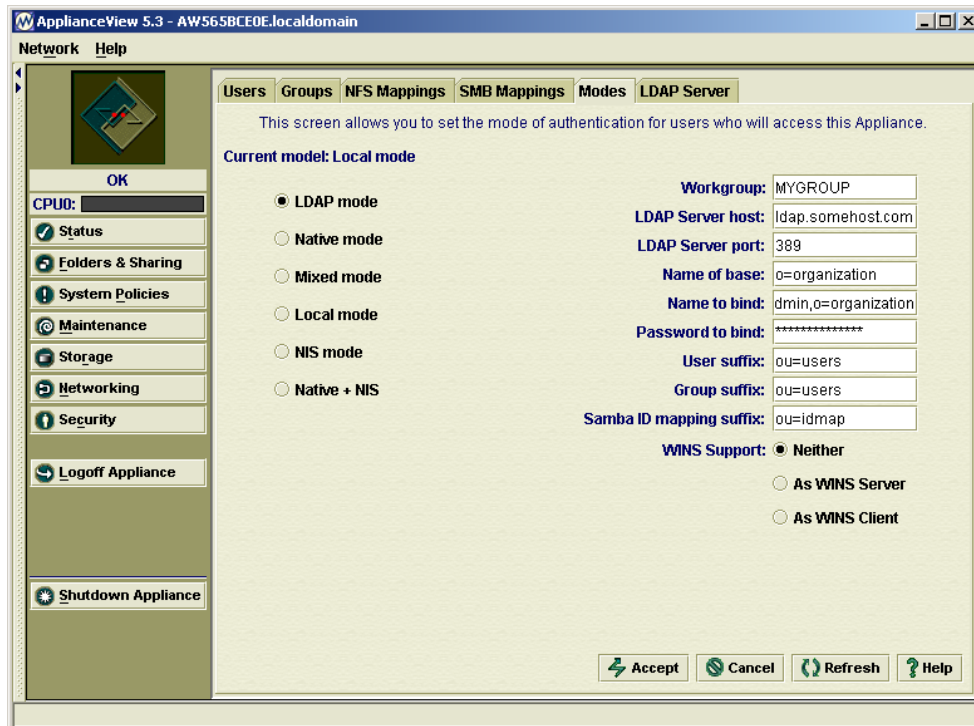 ApplianceView 5.3 - AW565BCE0E.localdomain
Network Help
OK
CPU0:
Status
Folders & Sharing
System Policies
Maintenance
Storage
Networking
Security
Logoff Appliance
Shutdown Appliance
Users Groups NFS Mappings SMB Mappings Modes LDAP Server
This screen allows you to set the mode of authentication for users who will access this Appliance.
Current model: Local mode
LDAP mode
Native mode
Mixed mode
Local mode
NIS mode
Native + NIS
Workgroup: MYGROUP
LDAP Server host: ldap.somehost.com
LDAP Server port: 389
Name of base: o=organization
Name to bind: dmin,o=organization
Password to bind: **************
User suffix: ou=users
Group suffix: ou=users
Samba ID mapping suffix: ou=idmap
WINS Support: Neither
As WINS Server
As WINS Client
Accept Cancel Refresh Help